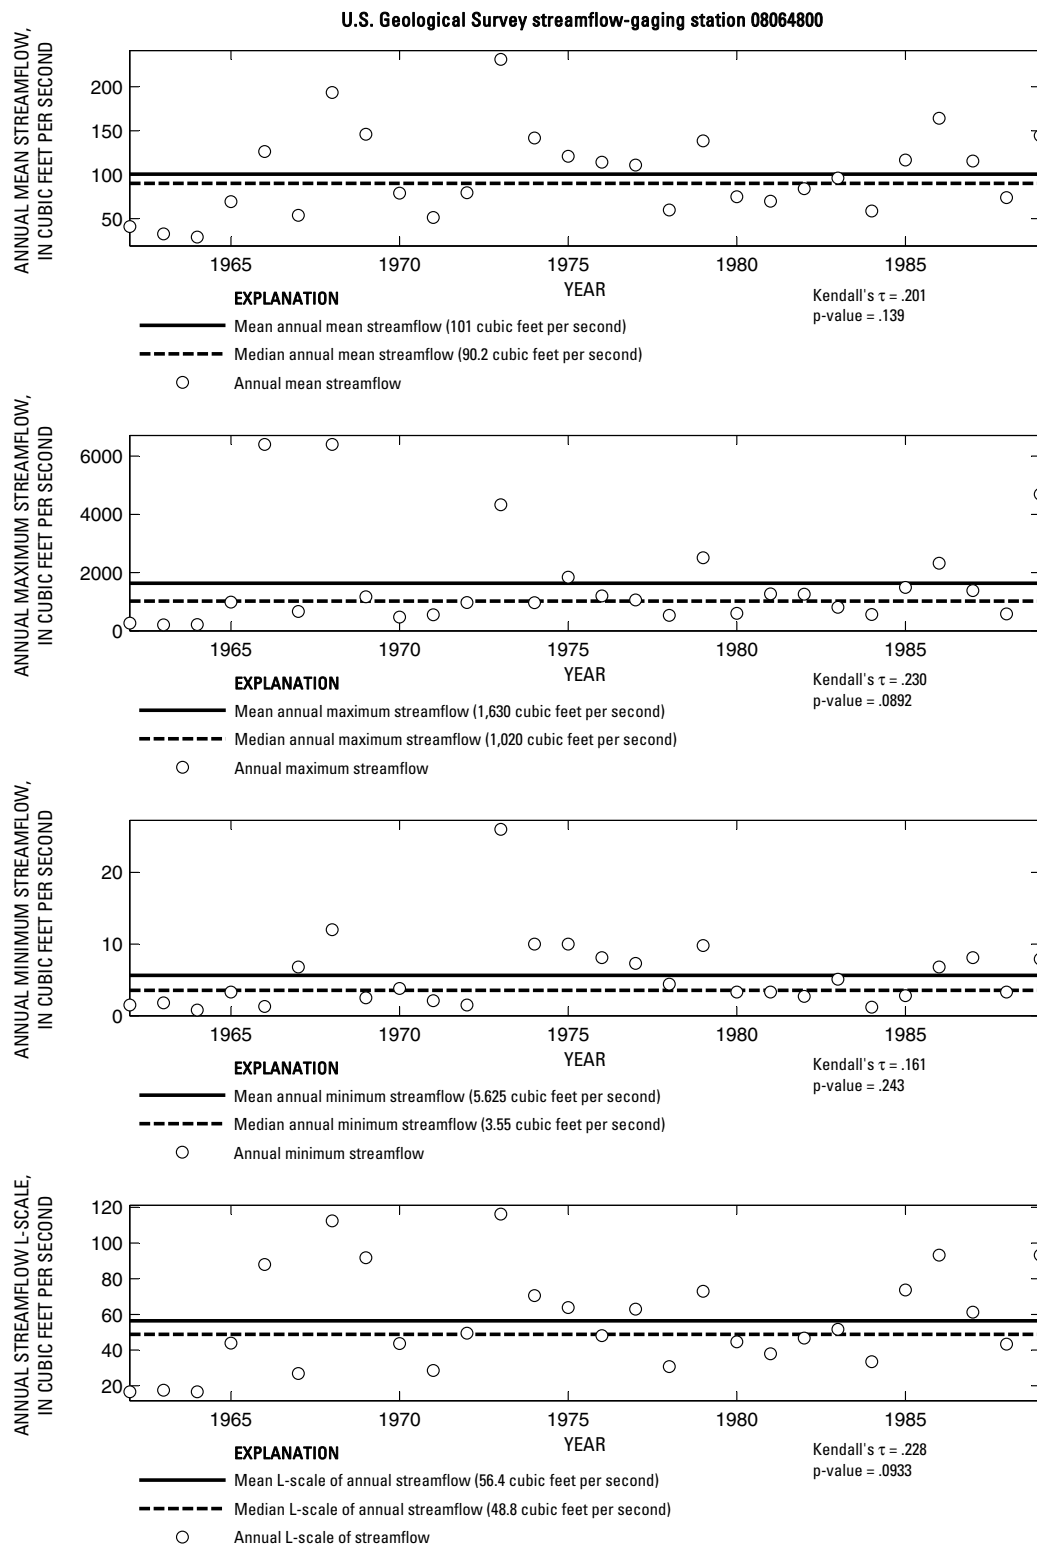 U.S. Geological Survey streamflow-gaging station 08064800
ANNUAL MEAN STREAMFLOW,
IN CUBIC FEET PER SECOND
200
150
100
50
1965 1970 1975 1980 1985
YEAR
EXPLANATION
Mean annual mean streamflow (101 cubic feet per second)
Median annual mean streamflow (90.2 cubic feet per second)
Annual mean streamflow
Kendall's τ = .201
p-value = .139
ANNUAL MAXIMUM STREAMFLOW,
IN CUBIC FEET PER SECOND
6000
4000
2000
0
1965 1970 1975 1980 1985
YEAR
EXPLANATION
Mean annual maximum streamflow (1,630 cubic feet per second)
Median annual maximum streamflow (1,020 cubic feet per second)
Annual maximum streamflow
Kendall's τ = .230
p-value = .0892
ANNUAL MINIMUM STREAMFLOW,
IN CUBIC FEET PER SECOND
20
10
0
1965 1970 1975 1980 1985
YEAR
EXPLANATION
Mean annual minimum streamflow (5.625 cubic feet per second)
Median annual minimum streamflow (3.55 cubic feet per second)
Annual minimum streamflow
Kendall's τ = .161
p-value = .243
ANNUAL STREAMFLOW L-SCALE,
IN CUBIC FEET PER SECOND
120
100
80
60
40
20
1965 1970 1975 1980 1985
YEAR
EXPLANATION
Mean L-scale of annual streamflow (56.4 cubic feet per second)
Median L-scale of annual streamflow (48.8 cubic feet per second)
Annual L-scale of streamflow
Kendall's τ = .228
p-value = .0933